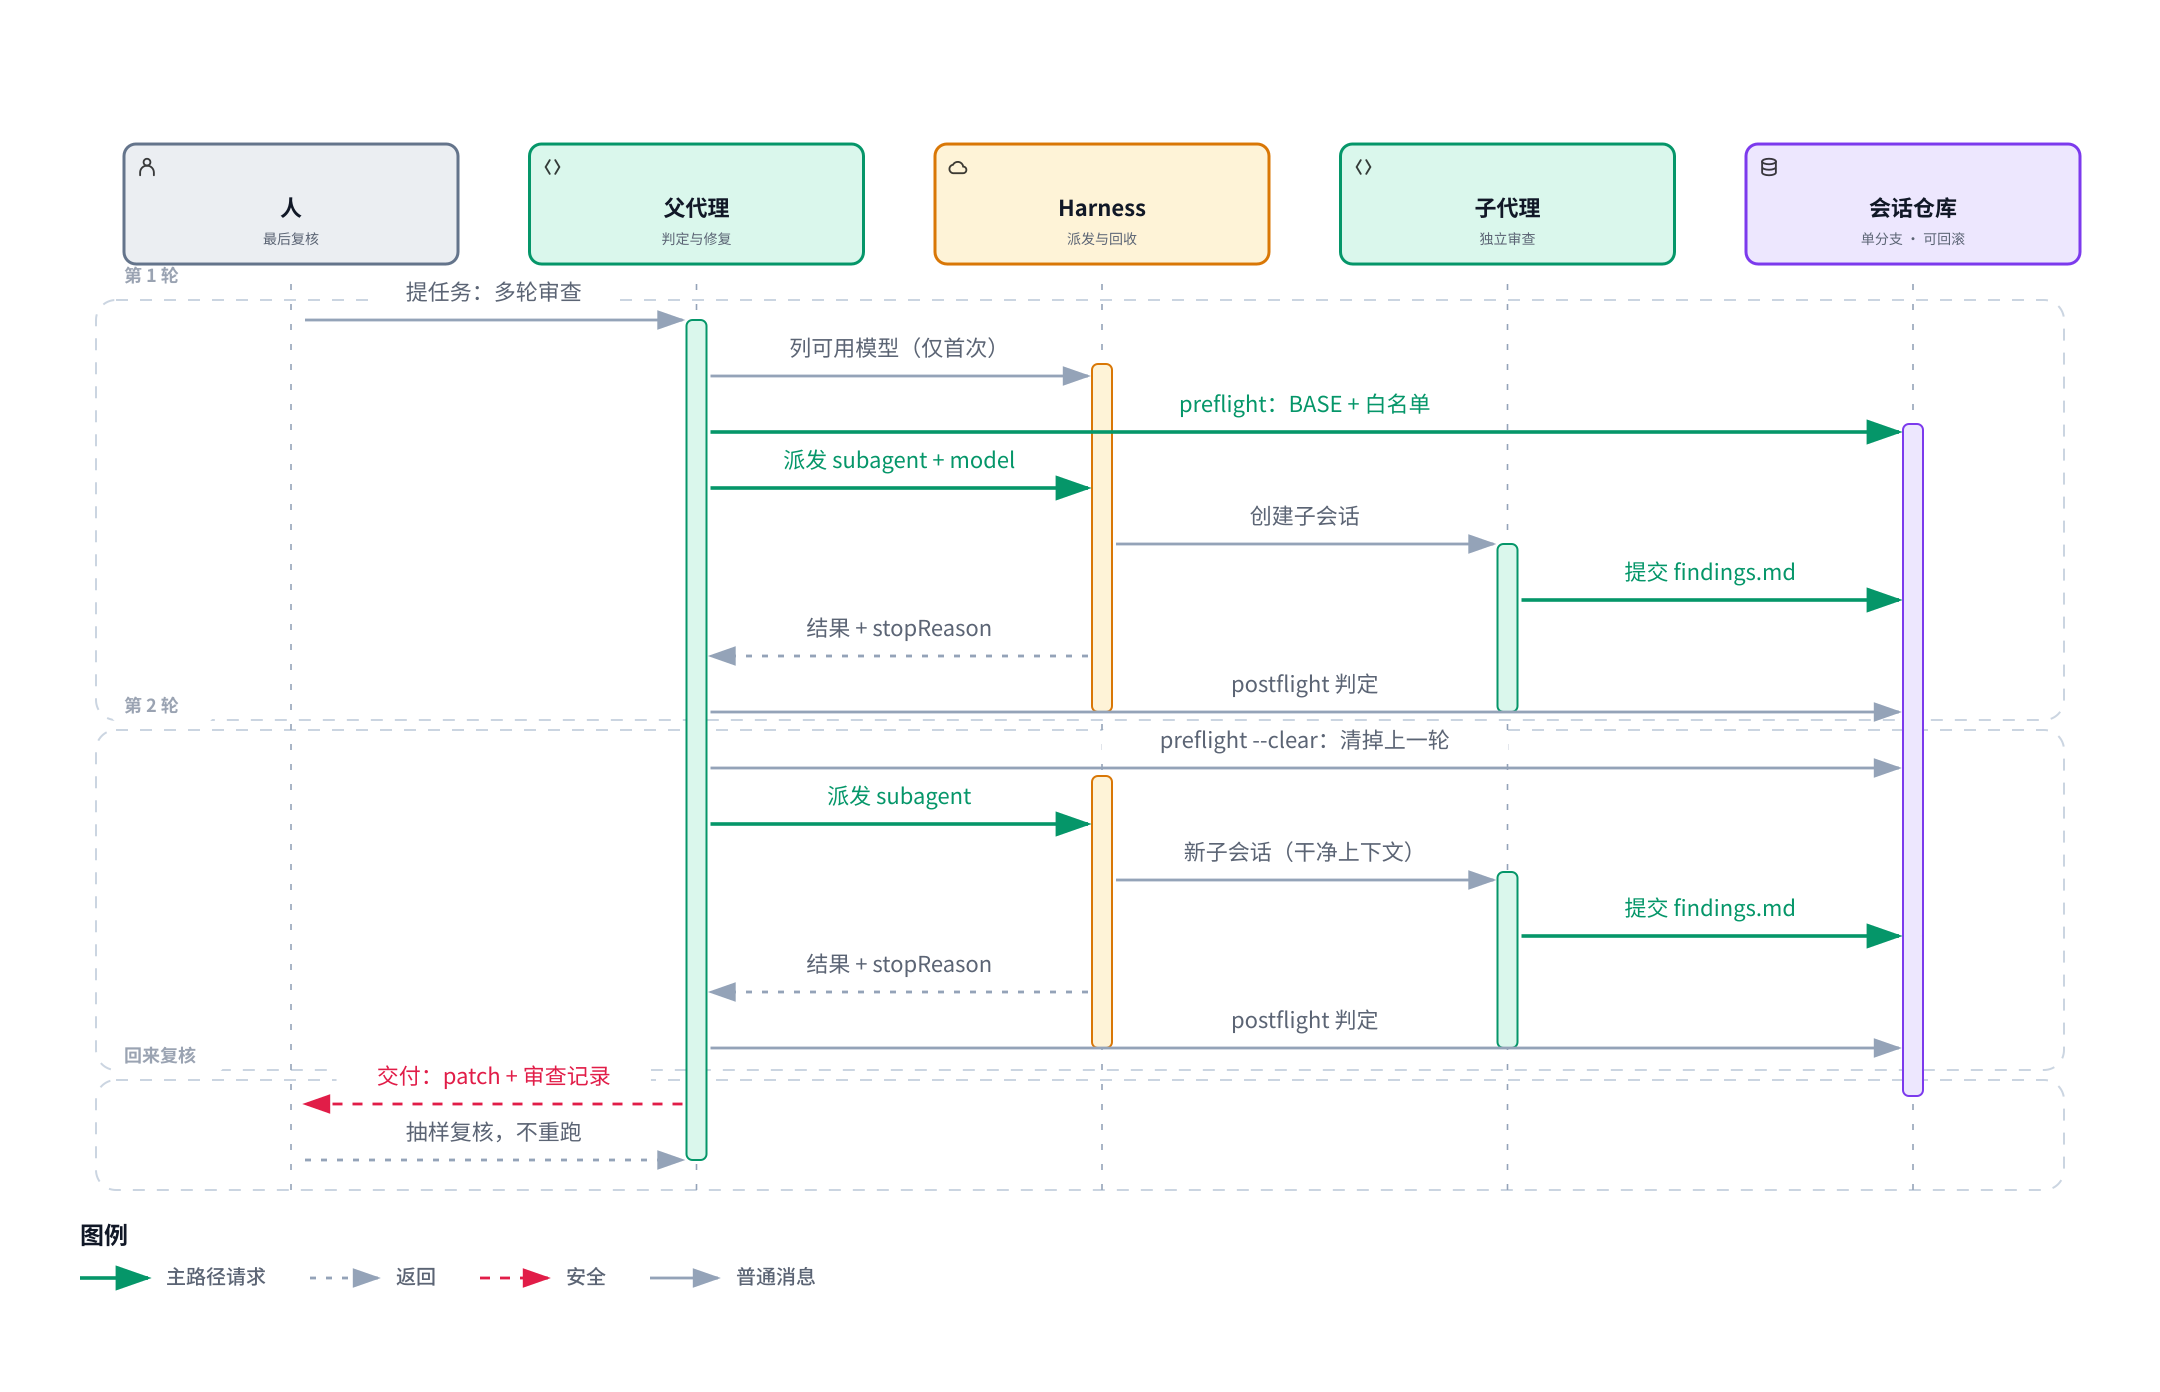 人
最后复核
父代理
判定与修复
Harness
派发与回收
子代理
独立审查
会话仓库
单分支 · 可回滚
第 1 轮
提任务：多轮审查
列可用模型（仅首次）
preflight：BASE + 白名单
派发 subagent + model
创建子会话
提交 findings.md
结果 + stopReason
postflight 判定
第 2 轮
preflight --clear：清掉上一轮
派发 subagent
新子会话（干净上下文）
提交 findings.md
结果 + stopReason
postflight 判定
回来复核
交付：patch + 审查记录
抽样复核，不重跑
图例
主路径请求
返回
安全
普通消息